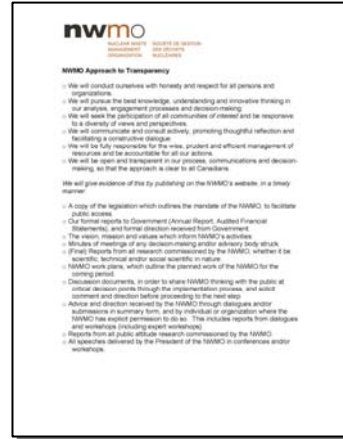 nwmo
NUCLEAR WASTE SOCIÉTÉ DE GESTION
MANAGEMENT DES DÉCHETS
ORGANIZATION NUCLÉAIRES
NWMO Approach to Transparency
○ We will conduct ourselves with honesty and respect for all persons and
organizations.
○ We will pursue the best knowledge, understanding and innovative thinking in
our analysis, engagement processes and decision-making.
○ We will seek the participation of all communities of interest and be responsive
to a diversity of views and perspectives.
○ We will communicate and consult actively, promoting thoughtful reflection and
facilitating a constructive dialogue.
○ We will be fully responsible for the wise, prudent and efficient management of
resources and be accountable for all our actions.
○ We will be open and transparent in our process, communications and decision-
making, so that the approach is clear to all Canadians.
We will give evidence of this by publishing on the NWMO's website, in a timely
manner:
○ A copy of the legislation which outlines the mandate of the NWMO, to facilitate
public access.
○ Our formal reports to Government (Annual Report, Audited Financial
Statements), and formal direction received from Government.
○ The vision, mission and values which inform NWMO's activities.
○ Minutes of meetings of any decision-making and/or advisory body struck.
○ (Final) Reports from all research commissioned by the NWMO, whether it be
scientific, technical and/or social scientific in nature.
○ NWMO work plans, which outline the planned work of the NWMO for the
coming period.
○ Discussion documents, in order to share NWMO thinking with the public at
critical decision points through the implementation process, and solicit
comment and direction before proceeding to the next step.
○ Advice and direction received by the NWMO through dialogues and/or
submissions in summary form, and by individual or organization where the
NWMO has explicit permission to do so. This includes reports from dialogues
and workshops (including expert workshops).
○ Reports from all public attitude research commissioned by the NWMO.
○ All speeches delivered by the President of the NWMO in conferences and/or
workshops.